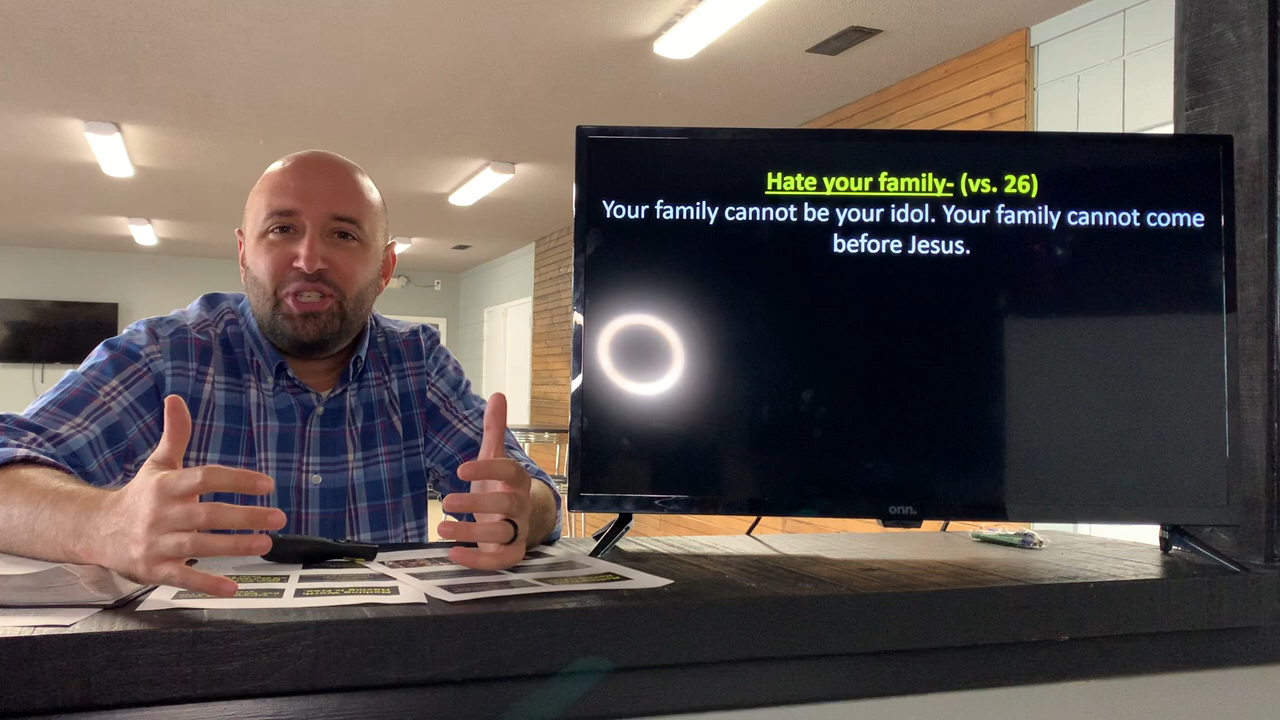 Hate your family- (vs. 26)
Your family cannot be your idol. Your family cannot come
before Jesus.
onn.